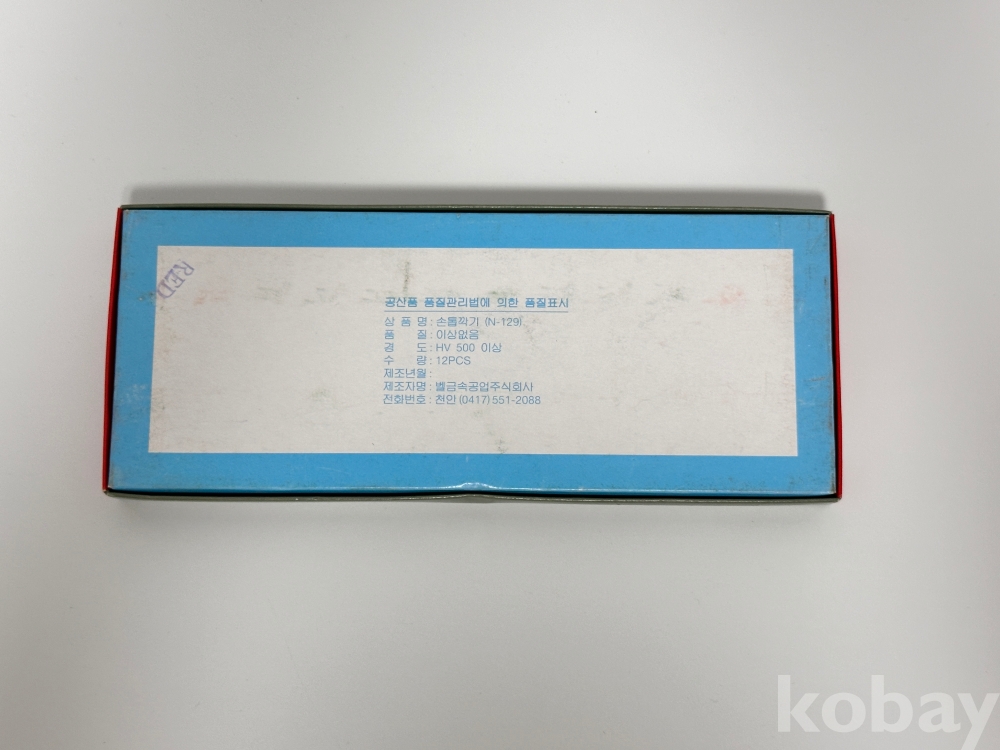 RED
공산품 품질관리법에 의한 품질표시
상 품 명 : 손톱깎기 (N-129)
품 질 : 이상없음
경 도 : HV 500 이상
수 량 : 12PCS
제조년월 :
제조자명 : 벨금속공업주식회사
전화번호 : 천안 (0417) 551-2088
kobay